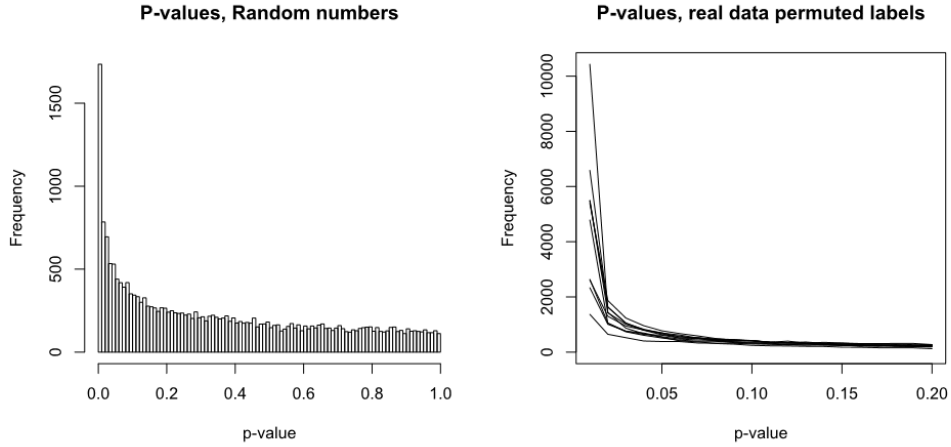 P-values, Random numbers
Frequency
0 500 1000 1500
0.0 0.2 0.4 0.6 0.8 1.0
p-value
P-values, real data permuted labels
Frequency
0 2000 4000 6000 8000 10000
0.05 0.10 0.15 0.20
p-value